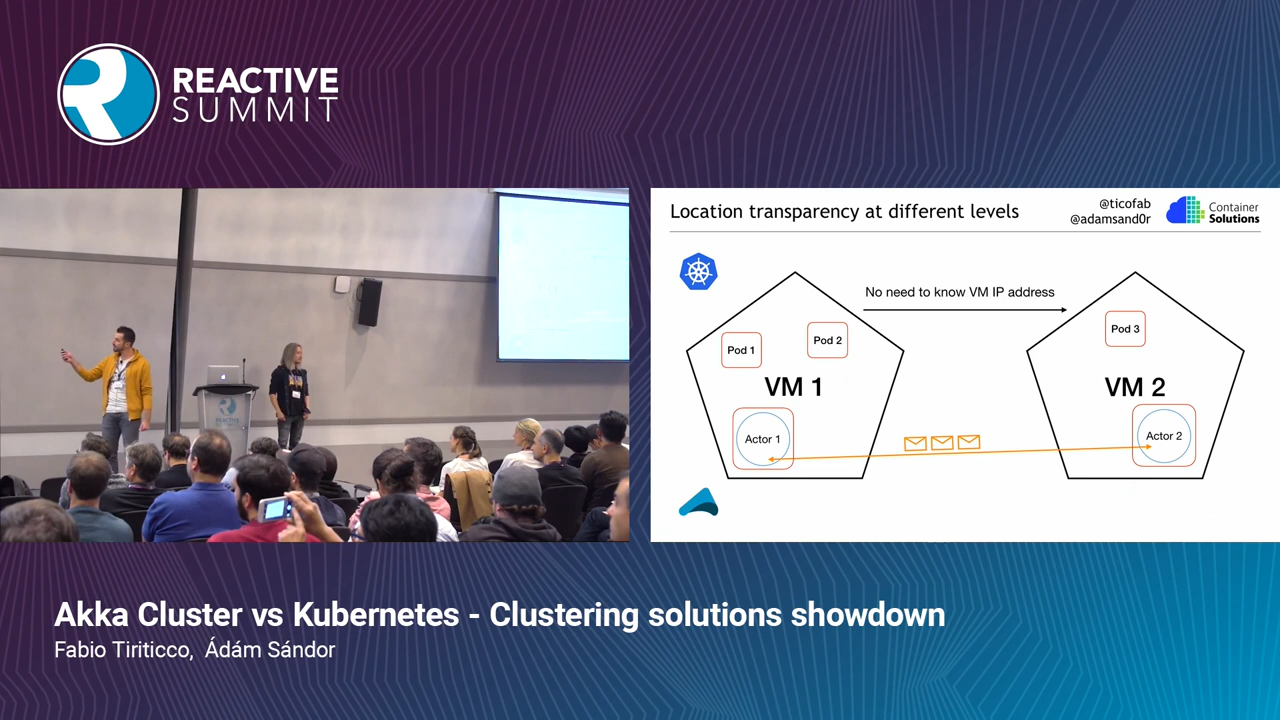 REACTIVE
SUMMIT
Location transparency at different levels
@ticofab
@adamsand0r
Container
Solutions
No need to know VM IP address
Pod 1
Pod 2
Pod 3
VM 1
VM 2
Actor 1
Actor 2
REACTIVE
Akka Cluster vs Kubernetes - Clustering solutions showdown
Fabio Tiriticco, Ádám Sándor